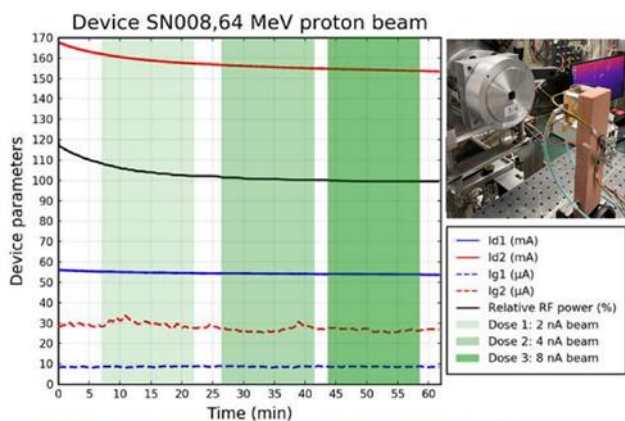 Device SN008,64 MeV proton beam
Device parameters
170
160
150
140
130
120
110
100
90
80
70
60
50
40
30
20
10
0
0 5 10 15 20 25 30 35 40 45 50 55 60
Time (min)
Id1 (mA)
Id2 (mA)
Ig1 (μA)
Ig2 (μA)
Relative RF power (%)
Dose 1: 2 nA beam
Dose 2: 4 nA beam
Dose 3: 8 nA beam